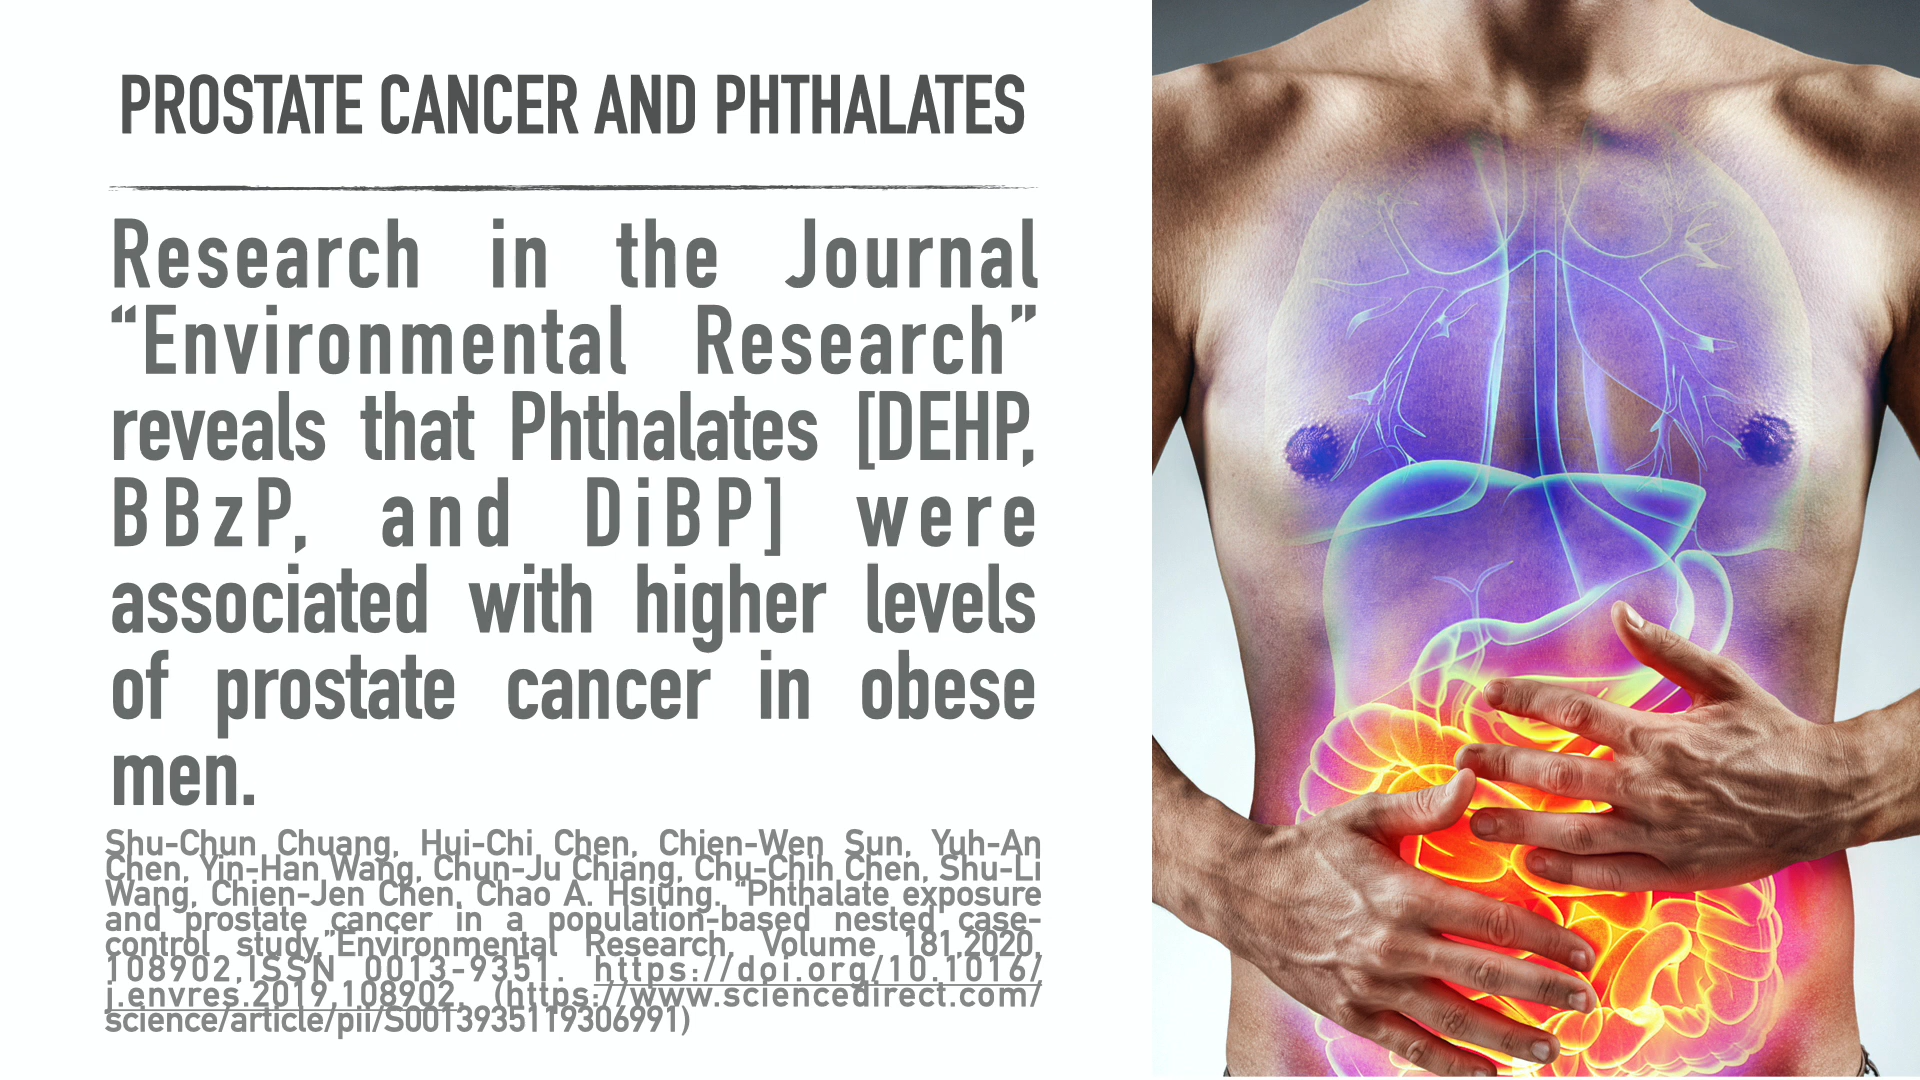 PROSTATE CANCER AND PHTHALATES
Research in the Journal
“Environmental Research”
reveals that Phthalates [DEHP,
BBzP, and DiBP] were
associated with higher levels
of prostate cancer in obese
men.
Shu-Chun Chuang, Hui-Chi Chen, Chien-Wen Sun, Yuh-An
Chen, Yin-Han Wang, Chun-Ju Chiang, Chu-Chih Chen, Shu-Li
Wang, Chien-Jen Chen, Chao A. Hsiung. “Phthalate exposure
and prostate cancer in a population-based nested case-
control study,”Environmental Research, Volume 181,2020,
108902,ISSN 0013-9351. https://doi.org/10.1016/
j.envres.2019.108902. (https://www.sciencedirect.com/
science/article/pii/S0013935119306991)